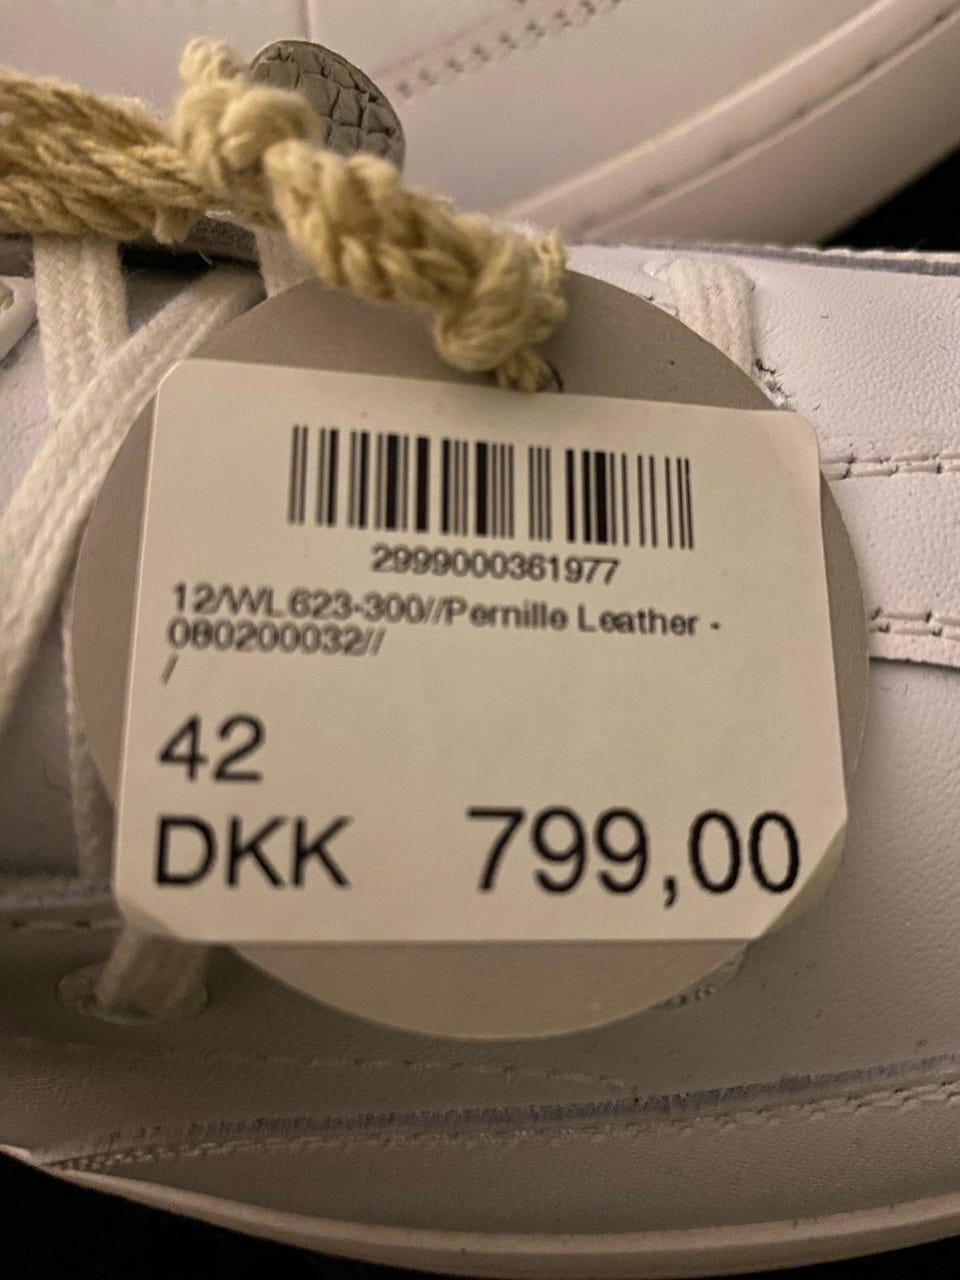 2999000361977
12/WL623-300//Pernille Leather -
080200032//
/
42
DKK 799,00